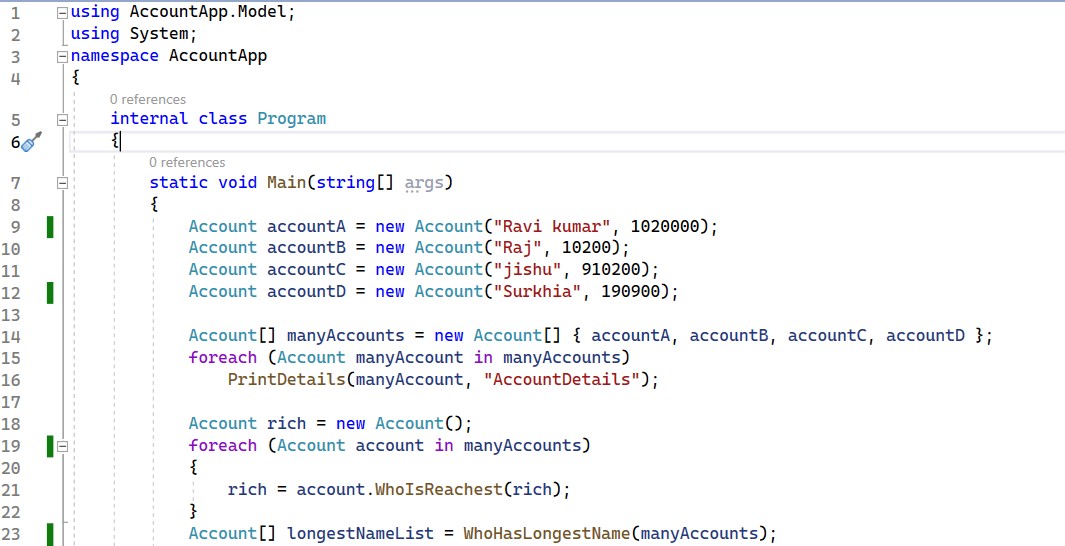 1 using AccountApp.Model;
2 using System;
3 namespace AccountApp
4 {
0 references
5 internal class Program
6 {
0 references
7 static void Main(string[] args)
8 {
9 Account accountA = new Account("Ravi kumar", 1020000);
10 Account accountB = new Account("Raj", 10200);
11 Account accountC = new Account("jishu", 910200);
12 Account accountD = new Account("Surkhia", 190900);
13
14 Account[] manyAccounts = new Account[] { accountA, accountB, accountC, accountD };
15 foreach (Account manyAccount in manyAccounts)
16 PrintDetails(manyAccount, "AccountDetails");
17
18 Account rich = new Account();
19 foreach (Account account in manyAccounts)
20 {
21 rich = account.WhoIsReachest(rich);
22 }
23 Account[] longestNameList = WhoHasLongestName(manyAccounts);